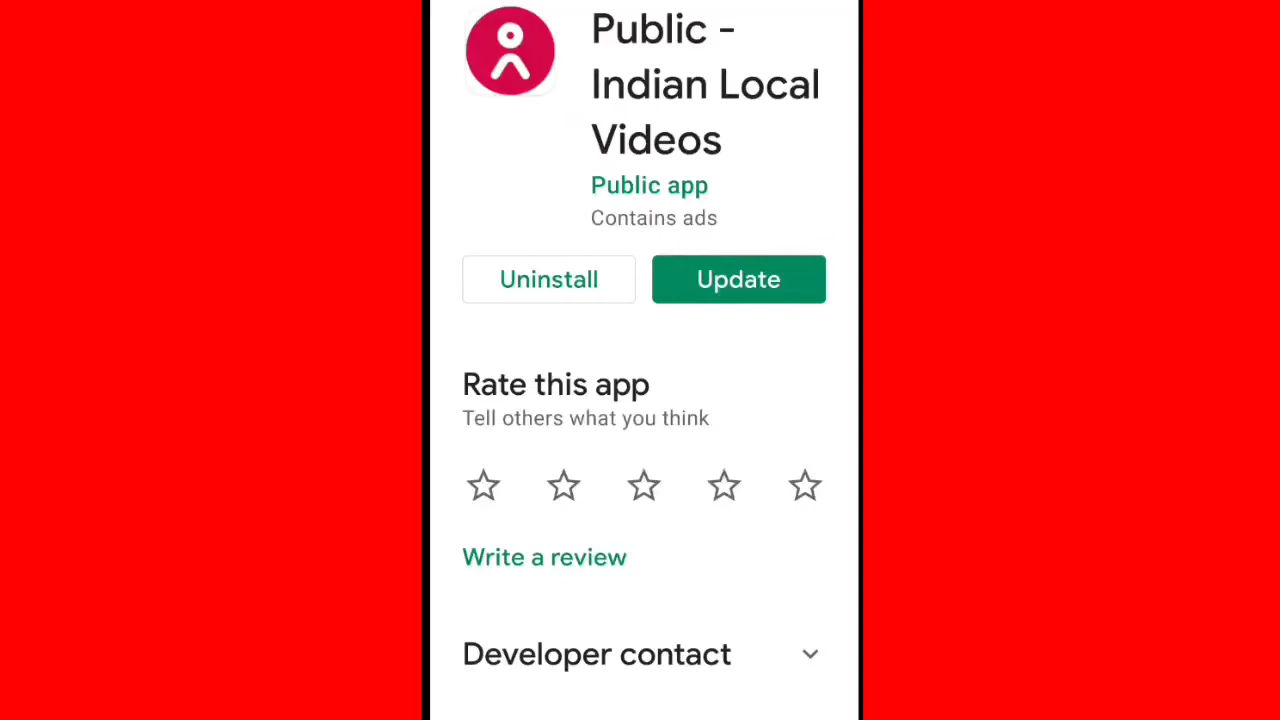 Public -
Indian Local
Videos
Public app
Contains ads
Uninstall
Update
Rate this app
Tell others what you think
Write a review
Developer contact